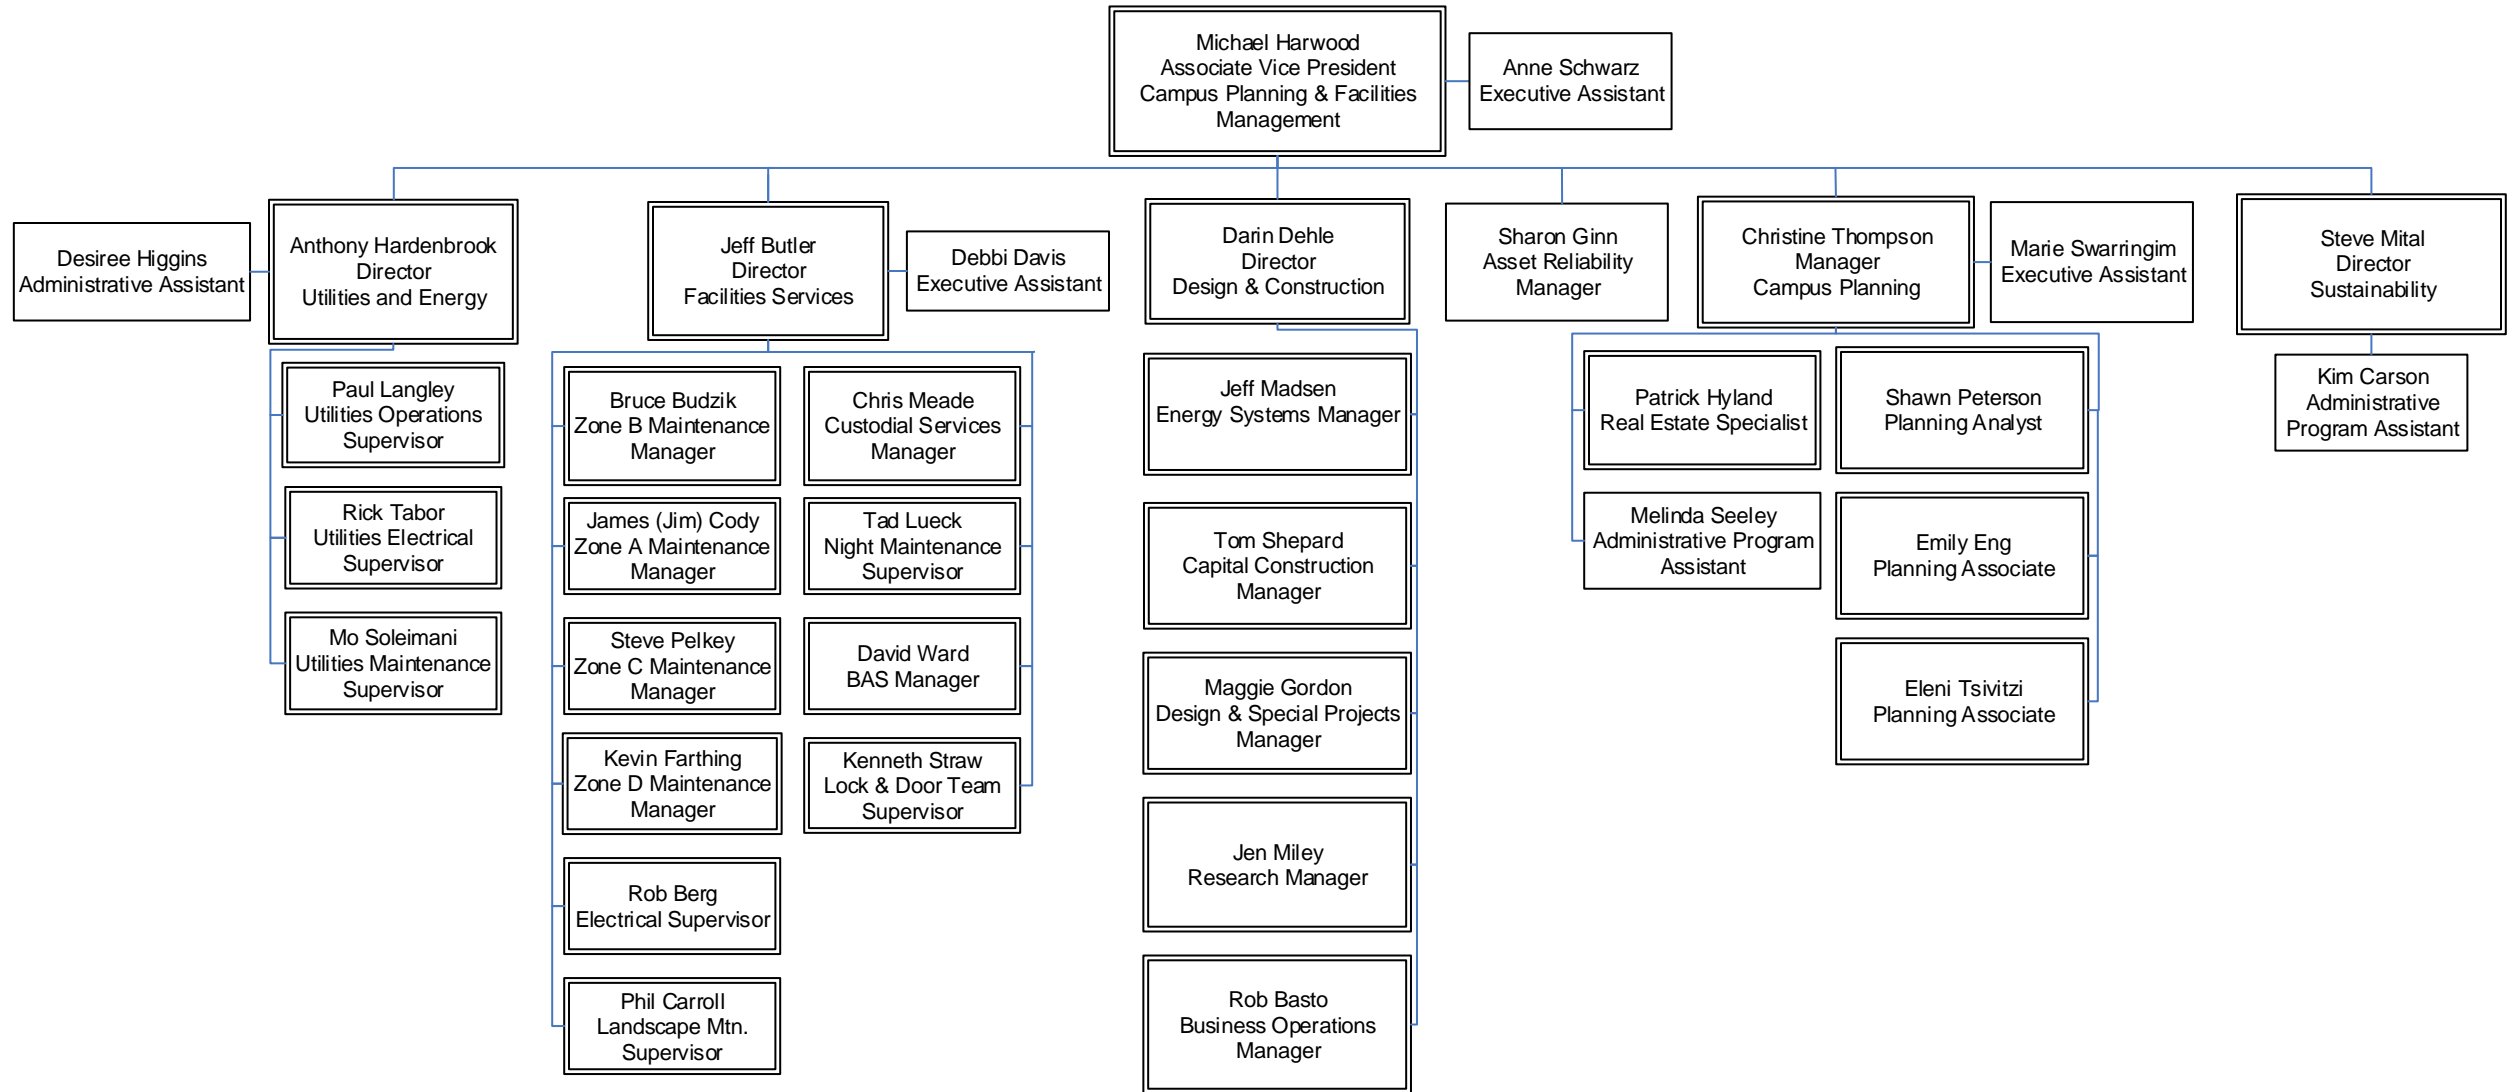 Michael Harwood
Associate Vice President
Campus Planning & Facilities
Management
Anne Schwarz
Executive Assistant
Desiree Higgins
Administrative Assistant
Anthony Hardenbrook
Director
Utilities and Energy
Jeff Butler
Director
Facilities Services
Debbi Davis
Executive Assistant
Darin Dehle
Director
Design & Construction
Sharon Ginn
Asset Reliability
Manager
Christine Thompson
Manager
Campus Planning
Marie Swarringim
Executive Assistant
Steve Mital
Director
Sustainability
Paul Langley
Utilities Operations
Supervisor
Rick Tabor
Utilities Electrical
Supervisor
Mo Soleimani
Utilities Maintenance
Supervisor
Bruce Budzik
Zone B Maintenance
Manager
James (Jim) Cody
Zone A Maintenance
Manager
Steve Pelkey
Zone C Maintenance
Manager
Kevin Farthing
Zone D Maintenance
Manager
Rob Berg
Electrical Supervisor
Phil Carroll
Landscape Mtn.
Supervisor
Chris Meade
Custodial Services
Manager
Tad Lueck
Night Maintenance
Supervisor
David Ward
BAS Manager
Kenneth Straw
Lock & Door Team
Supervisor
Jeff Madsen
Energy Systems Manager
Tom Shepard
Capital Construction
Manager
Maggie Gordon
Design & Special Projects
Manager
Jen Miley
Research Manager
Rob Basto
Business Operations
Manager
Patrick Hyland
Real Estate Specialist
Melinda Seeley
Administrative Program
Assistant
Shawn Peterson
Planning Analyst
Emily Eng
Planning Associate
Eleni Tsivitzi
Planning Associate
Kim Carson
Administrative
Program Assistant